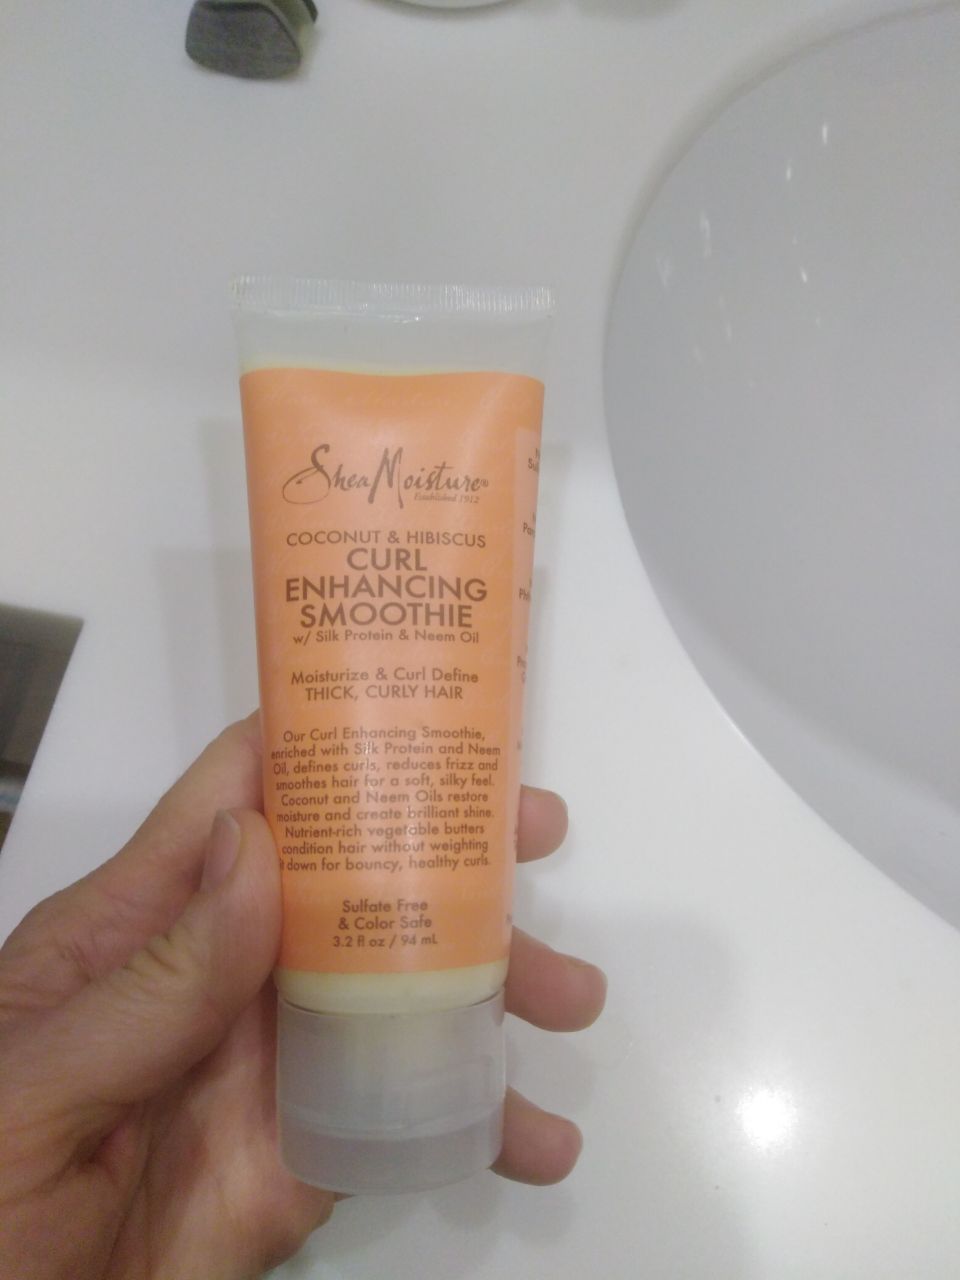 SheaMoisture®
Established 1912
COCONUT & HIBISCUS
CURL
ENHANCING
SMOOTHIE
w/ Silk Protein & Neem Oil
Moisturize & Curl Define
THICK, CURLY HAIR
Our Curl Enhancing Smoothie,
enriched with Silk Protein and Neem
Oil, defines curls, reduces frizz and
smoothes hair for a soft, silky feel.
Coconut and Neem Oils restore
moisture and create brilliant shine.
Nutrient-rich vegetable butters
condition hair without weighting
it down for bouncy, healthy curls.
Sulfate Free
& Color Safe
3.2 fl oz / 94 mL